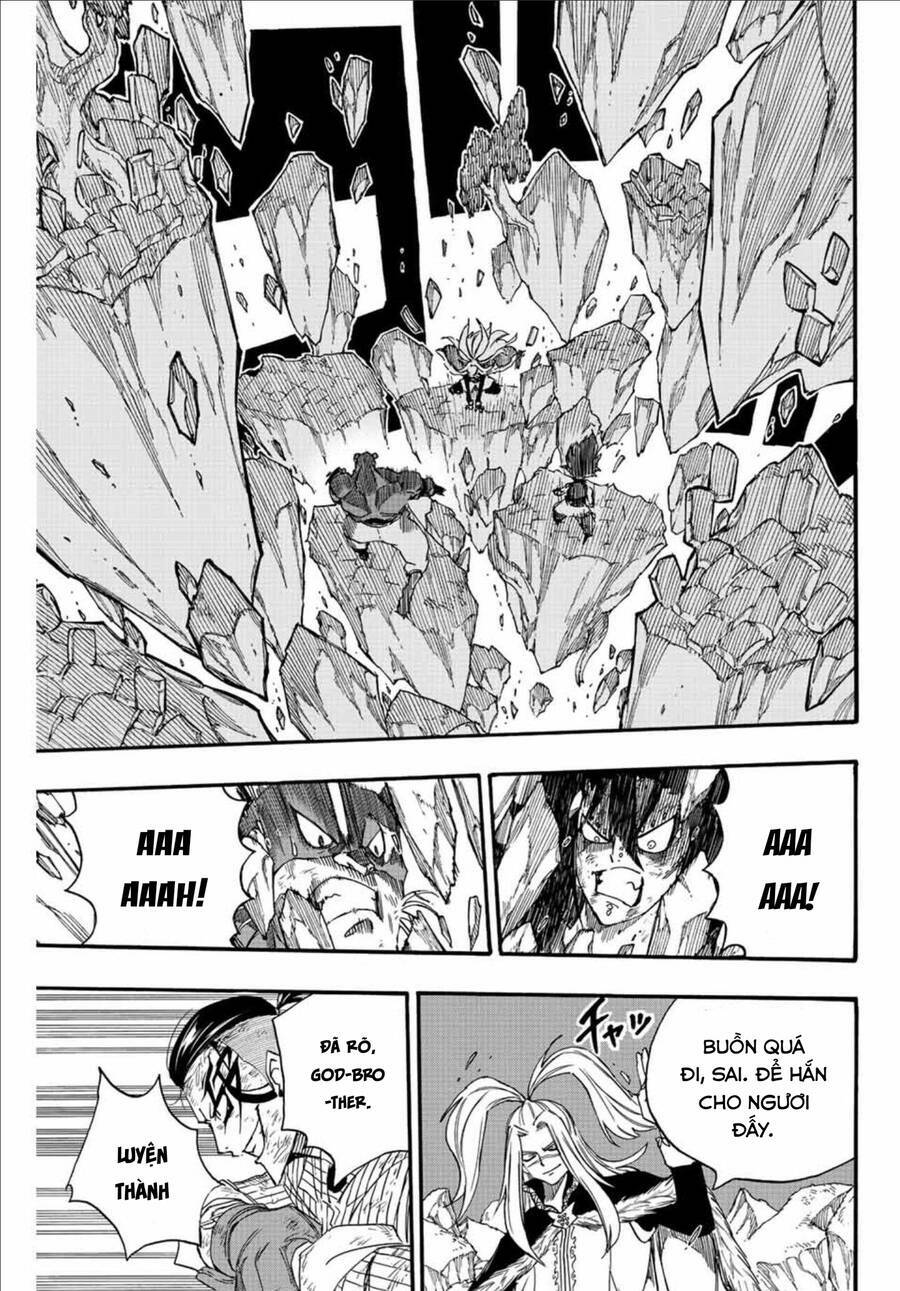 AAA
AAA!
AAA
AAAH!
チャッ
BUỒN QUÁ
ĐI, SAI. ĐỂ HẮN
CHO NGƯƠI
ĐẤY.
ĐÃ RÕ,
GOD-BRO
-THER.
LUYỆN
THÀNH